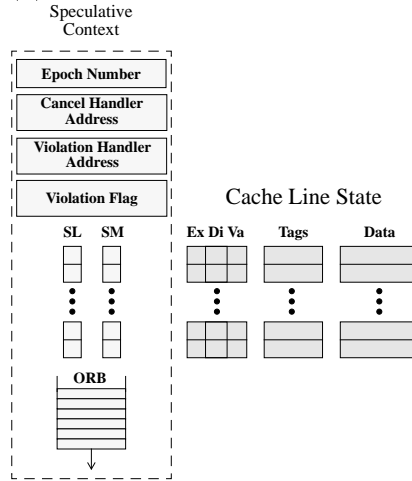 Speculative
Context
Epoch Number
Cancel Handler
Address
Violation Handler
Address
Violation Flag
Cache Line State
SL SM
Ex Di Va
Tags
Data
ORB